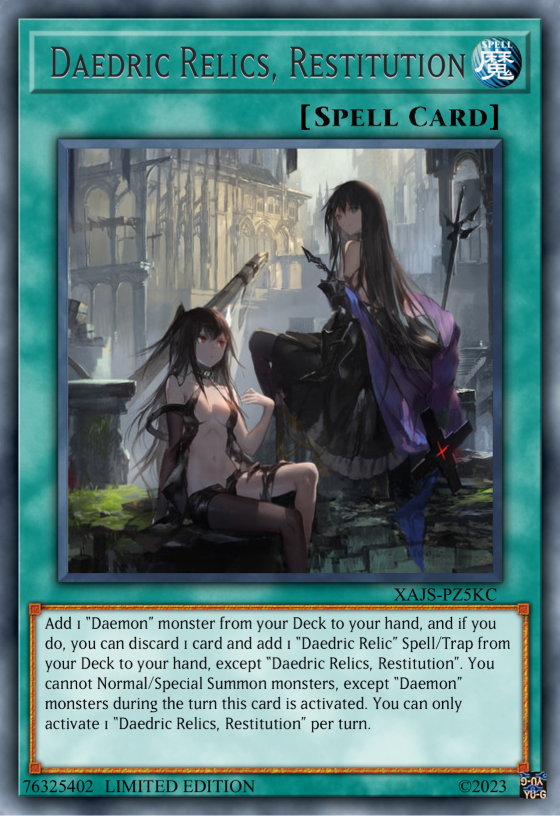 DAEDRIC RELICS, RESTITUTION
SPELL
魔
[SPELL CARD]
XAJS-PZ5KC
Add 1 "Daemon" monster from your Deck to your hand, and if you
do, you can discard 1 card and add 1 "Daedric Relic" Spell/Trap from
your Deck to your hand, except "Daedric Relics, Restitution". You
cannot Normal/Special Summon monsters, except "Daemon"
monsters during the turn this card is activated. You can only
activate 1 "Daedric Relics, Restitution" per turn.
76325402 LIMITED EDITION ©2023